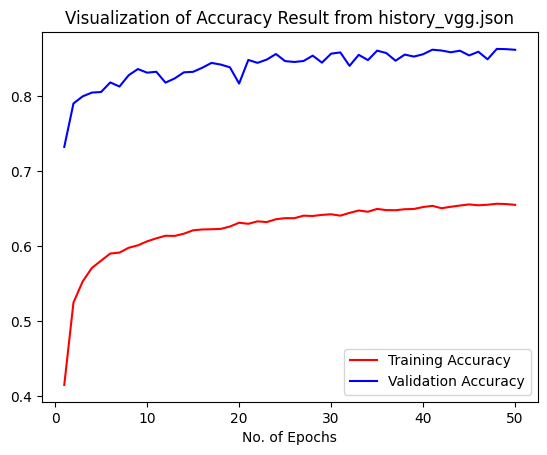 Visualization of Accuracy Result from history_vgg.json
0.8
0.7
0.6
0.5
0.4
Training Accuracy
Validation Accuracy
0 10 20 30 40 50
No. of Epochs